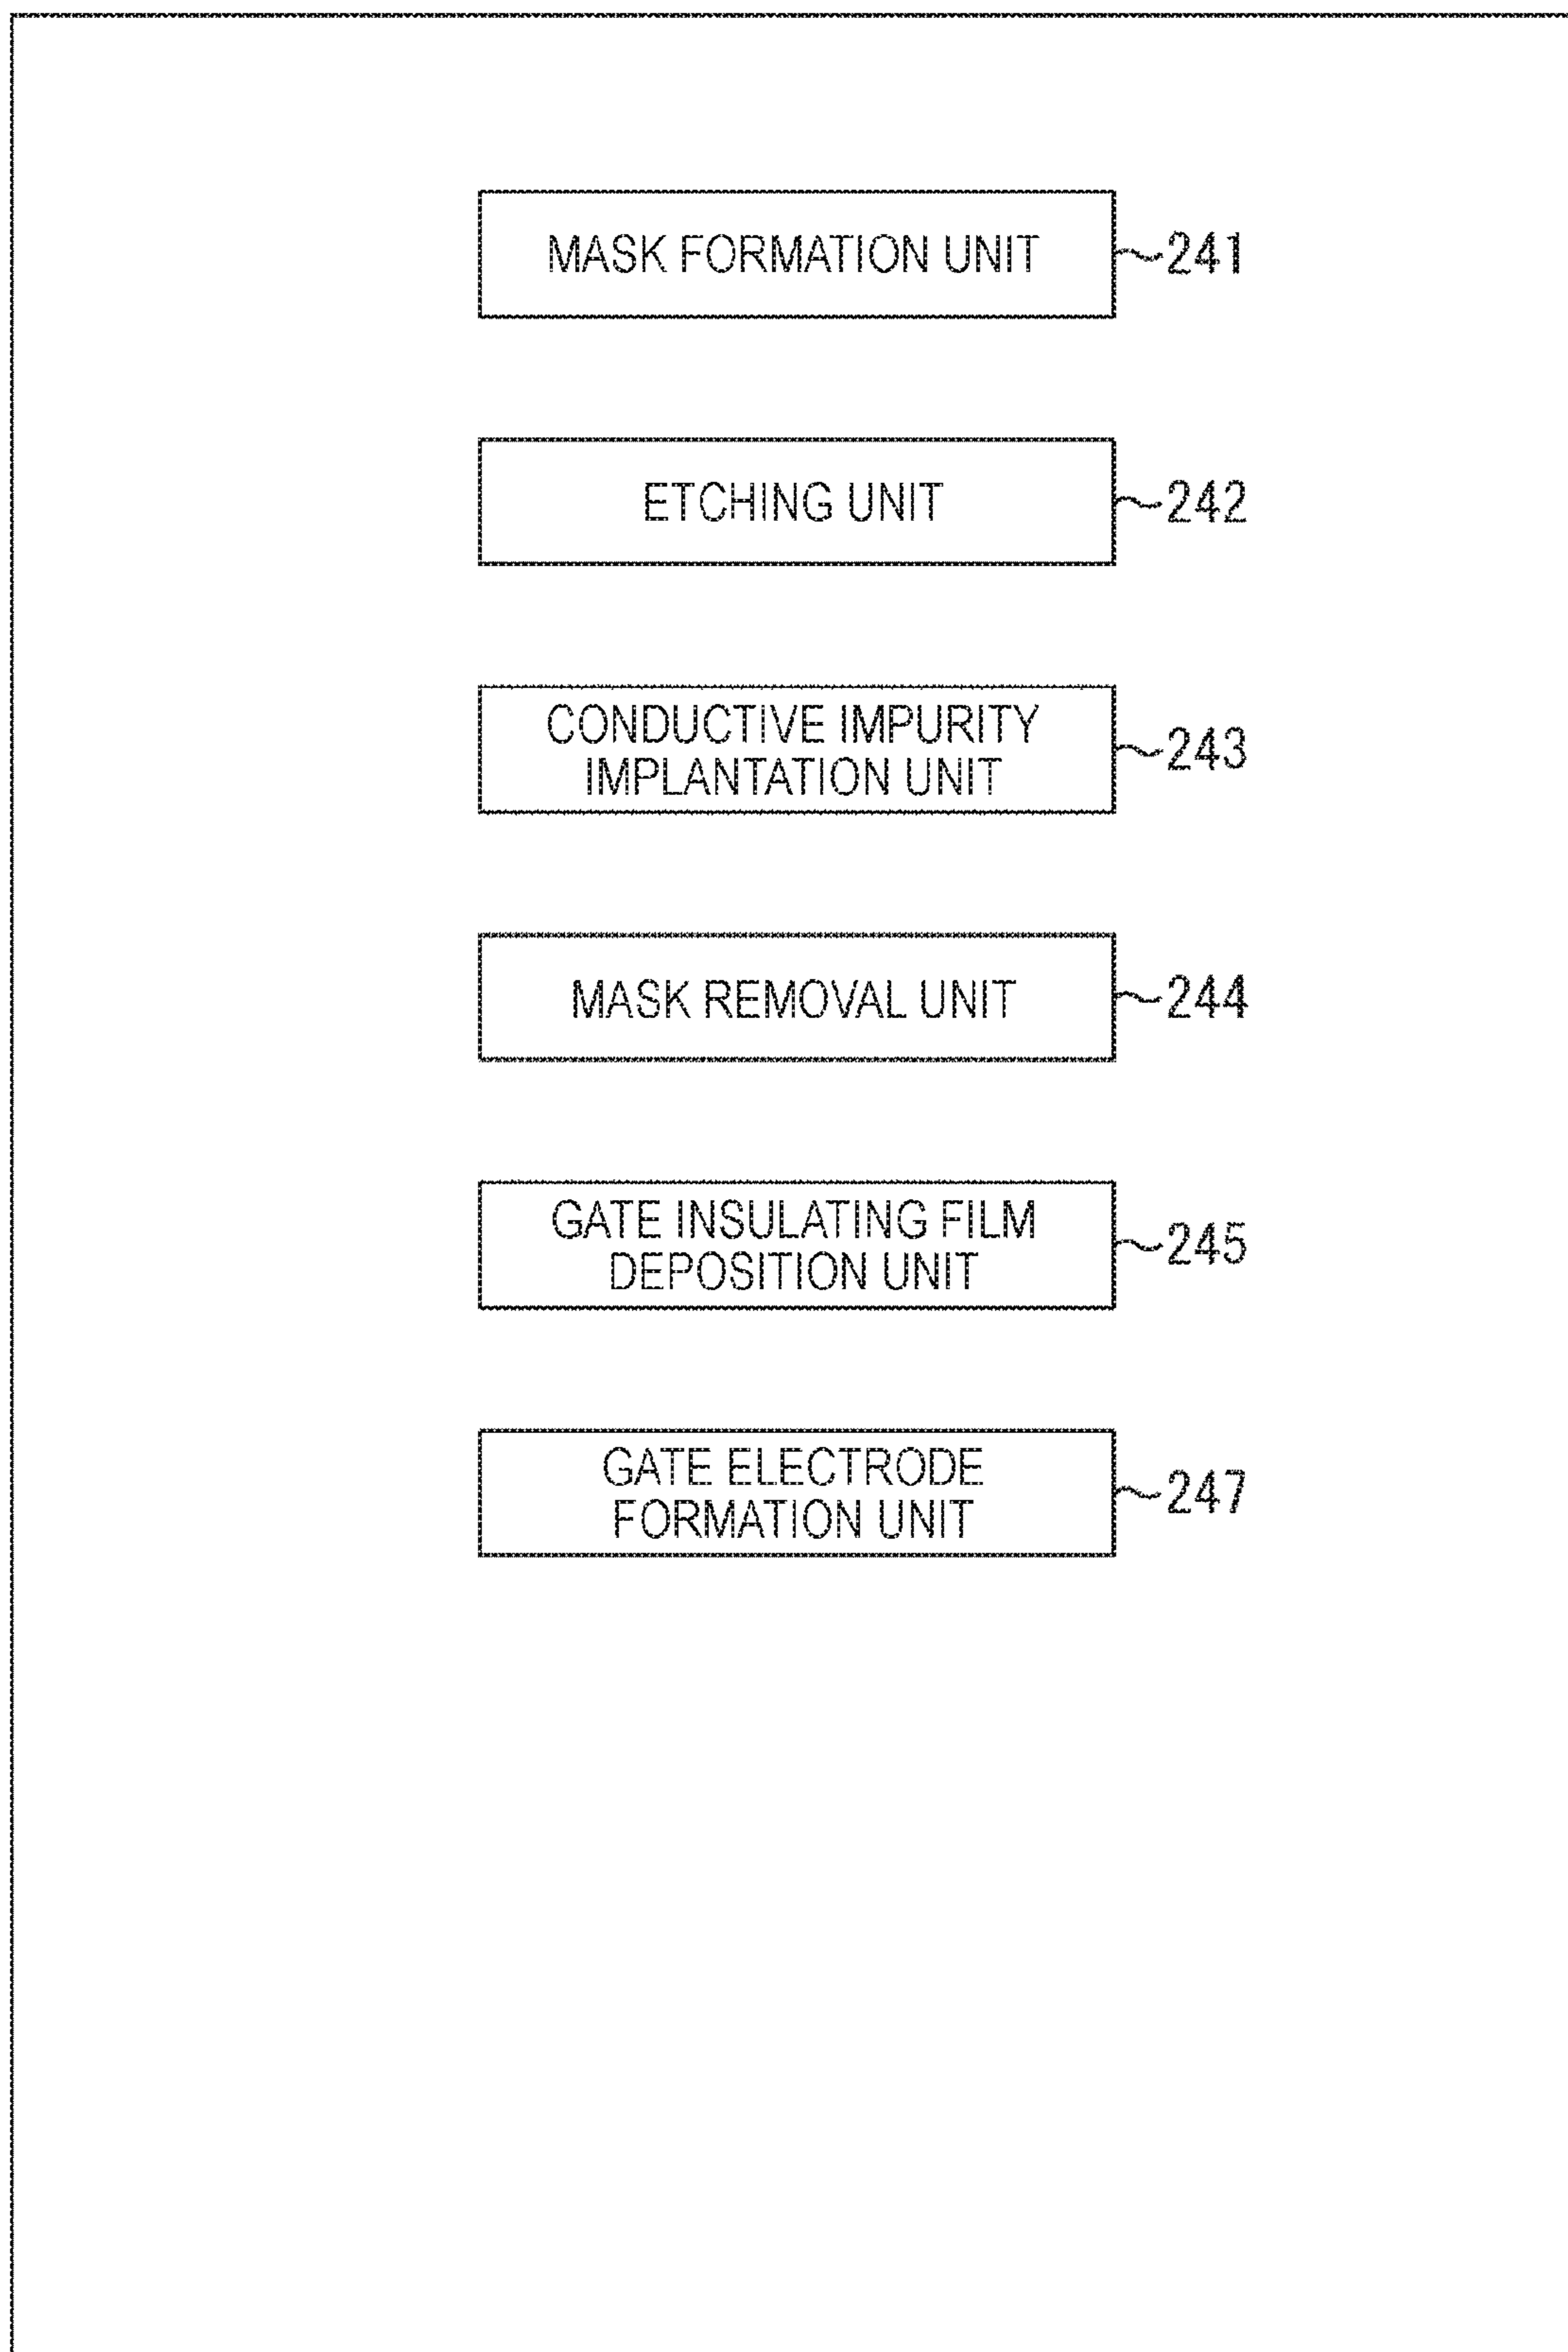 MASK FORMATION UNIT
241
ETCHING UNIT
242
CONDUCTIVE IMPURITY
IMPLANTATION UNIT
243
MASK REMOVAL UNIT
244
GATE INSULATING FILM
DEPOSITION UNIT
245
GATE ELECTRODE
FORMATION UNIT
247